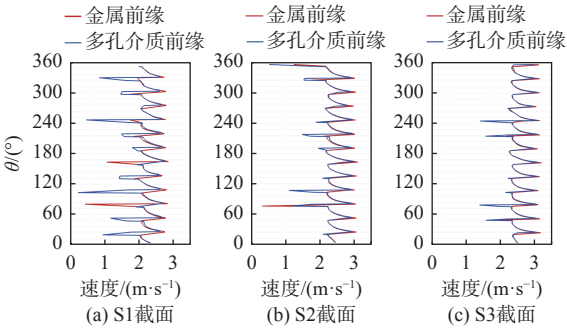 金属前缘
多孔介质前缘
金属前缘
多孔介质前缘
金属前缘
多孔介质前缘
θ/(°)
360
300
240
180
120
60
0
0 1 2 3
速度/(m·s⁻¹)
(a) S1截面
360
300
240
180
120
60
0
0 1 2 3
速度/(m·s⁻¹)
(b) S2截面
360
300
240
180
120
60
0
0 1 2 3
速度/(m·s⁻¹)
(c) S3截面